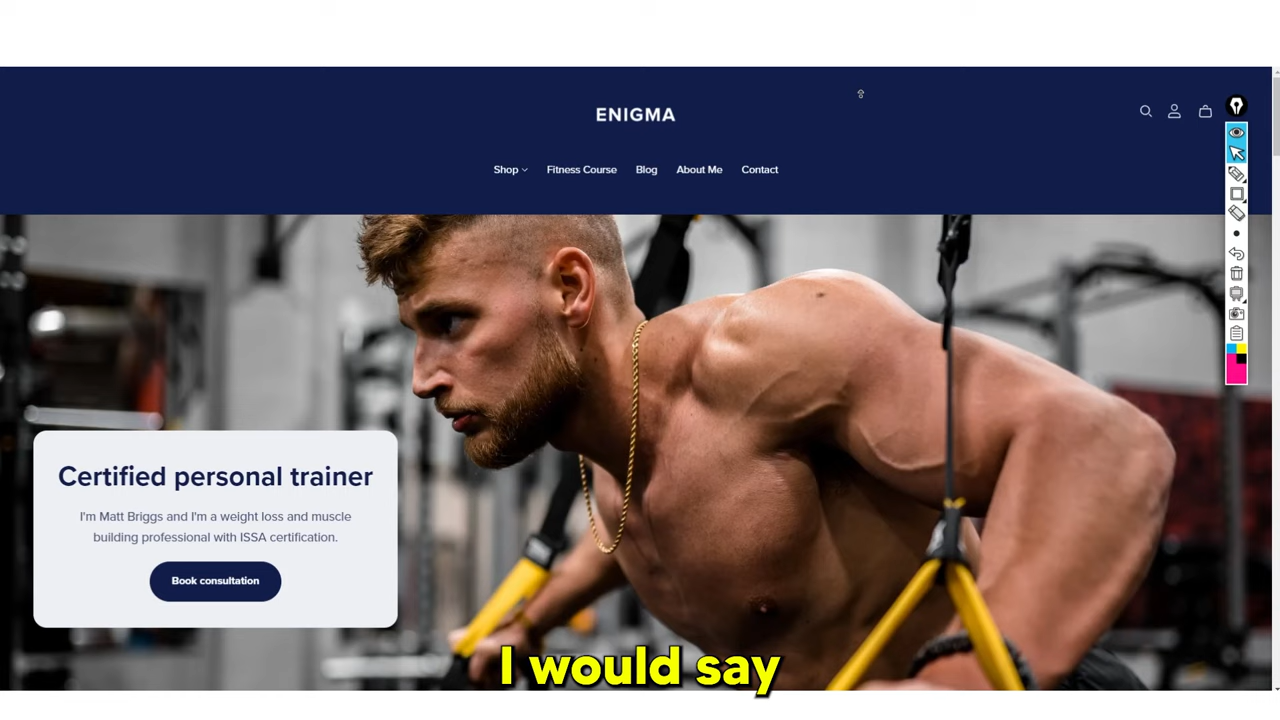 ENIGMA
Shop Fitness Course Blog About Me Contact
Certified personal trainer
I'm Matt Briggs and I'm a weight loss and muscle
building professional with ISSA certification.
Book consultation
I would say